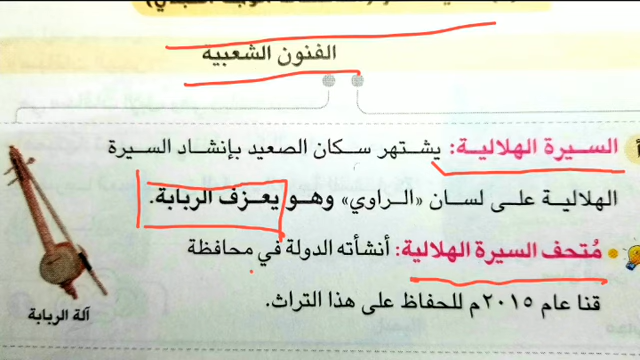 الفنون الشعبية
السيرة الهلالية: يشتهر سكان الصعيد بإنشاد السيرة
الهلالية على لسان «الراوي» وهو يعزف الربابة.
مُتحف السيرة الهلالية: أنشأته الدولة في محافظة
قنا عام ٢٠١٥م للحفاظ على هذا التراث.
آلة الربابة